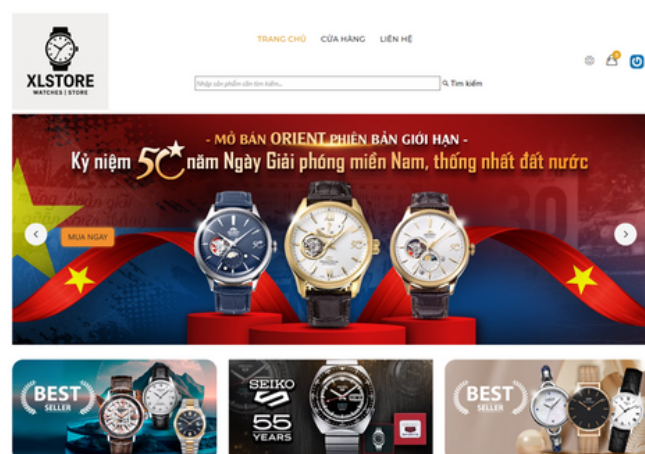 XLSTORE
WATCHES | STORE
TRANG CHỦ CỬA HÀNG LIÊN HỆ
Nhập sản phẩm cần tìm kiếm...
Tìm kiếm
- MỞ BÁN ORIENT PHIÊN BẢN GIỚI HẠN -
Kỷ niệm 50 năm Ngày Giải phóng miền Nam, thống nhất đất nước
MUA NGAY
BEST
SELLER
SEIKO
5
55
YEARS
BEST
SELLER